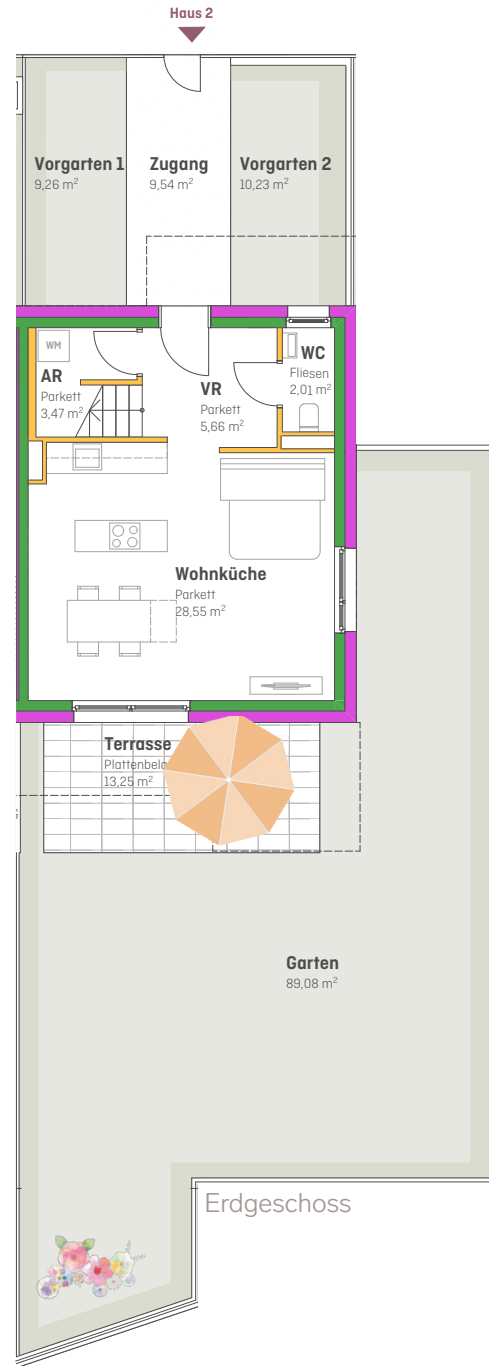 Haus 2
Vorgarten 1
9,26 m²
Zugang
9,54 m²
Vorgarten 2
10,23 m²
WM
AR
Parkett
3,47 m²
VR
Parkett
5,66 m²
WC
Fliesen
2,01 m²
Wohnküche
Parkett
28,55 m²
Terrasse
Plattenbela
13,25 m²
Garten
89,08 m²
Erdgeschoss